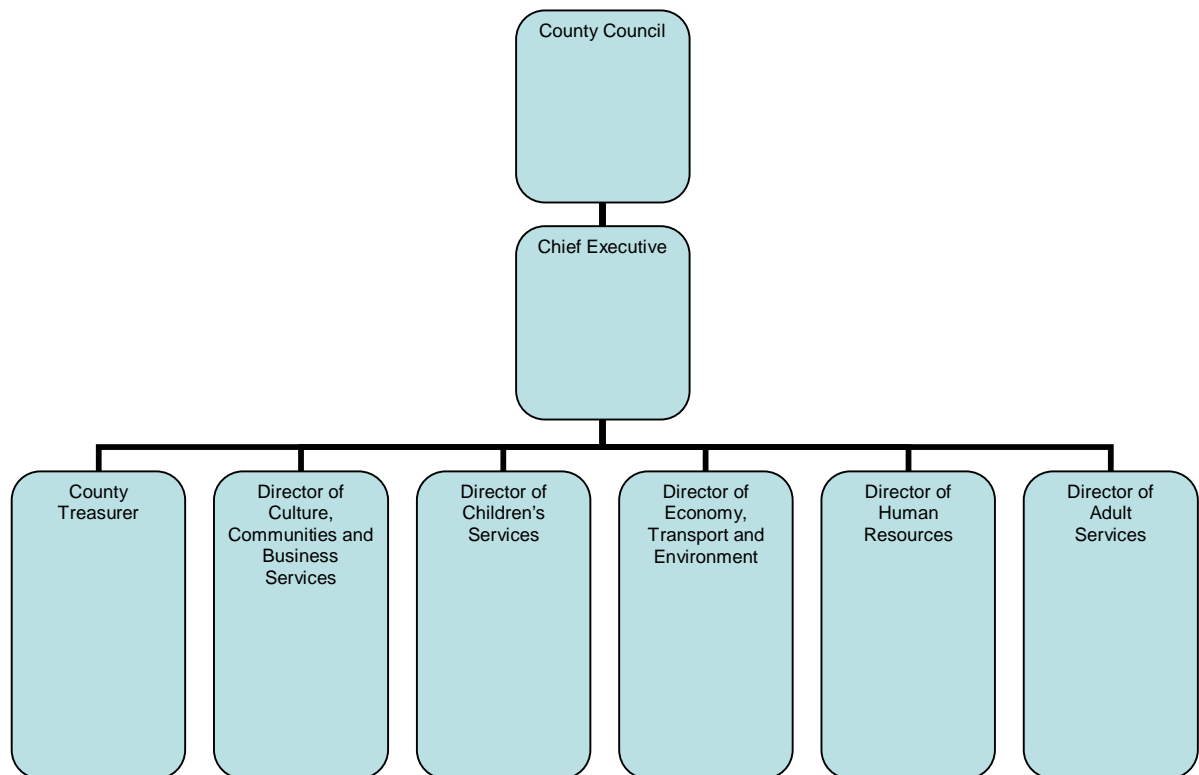 County Council
Chief Executive
County
Treasurer
Director of
Culture,
Communities and
Business
Services
Director of
Children’s
Services
Director of
Economy,
Transport and
Environment
Director of
Human
Resources
Director of
Adult
Services